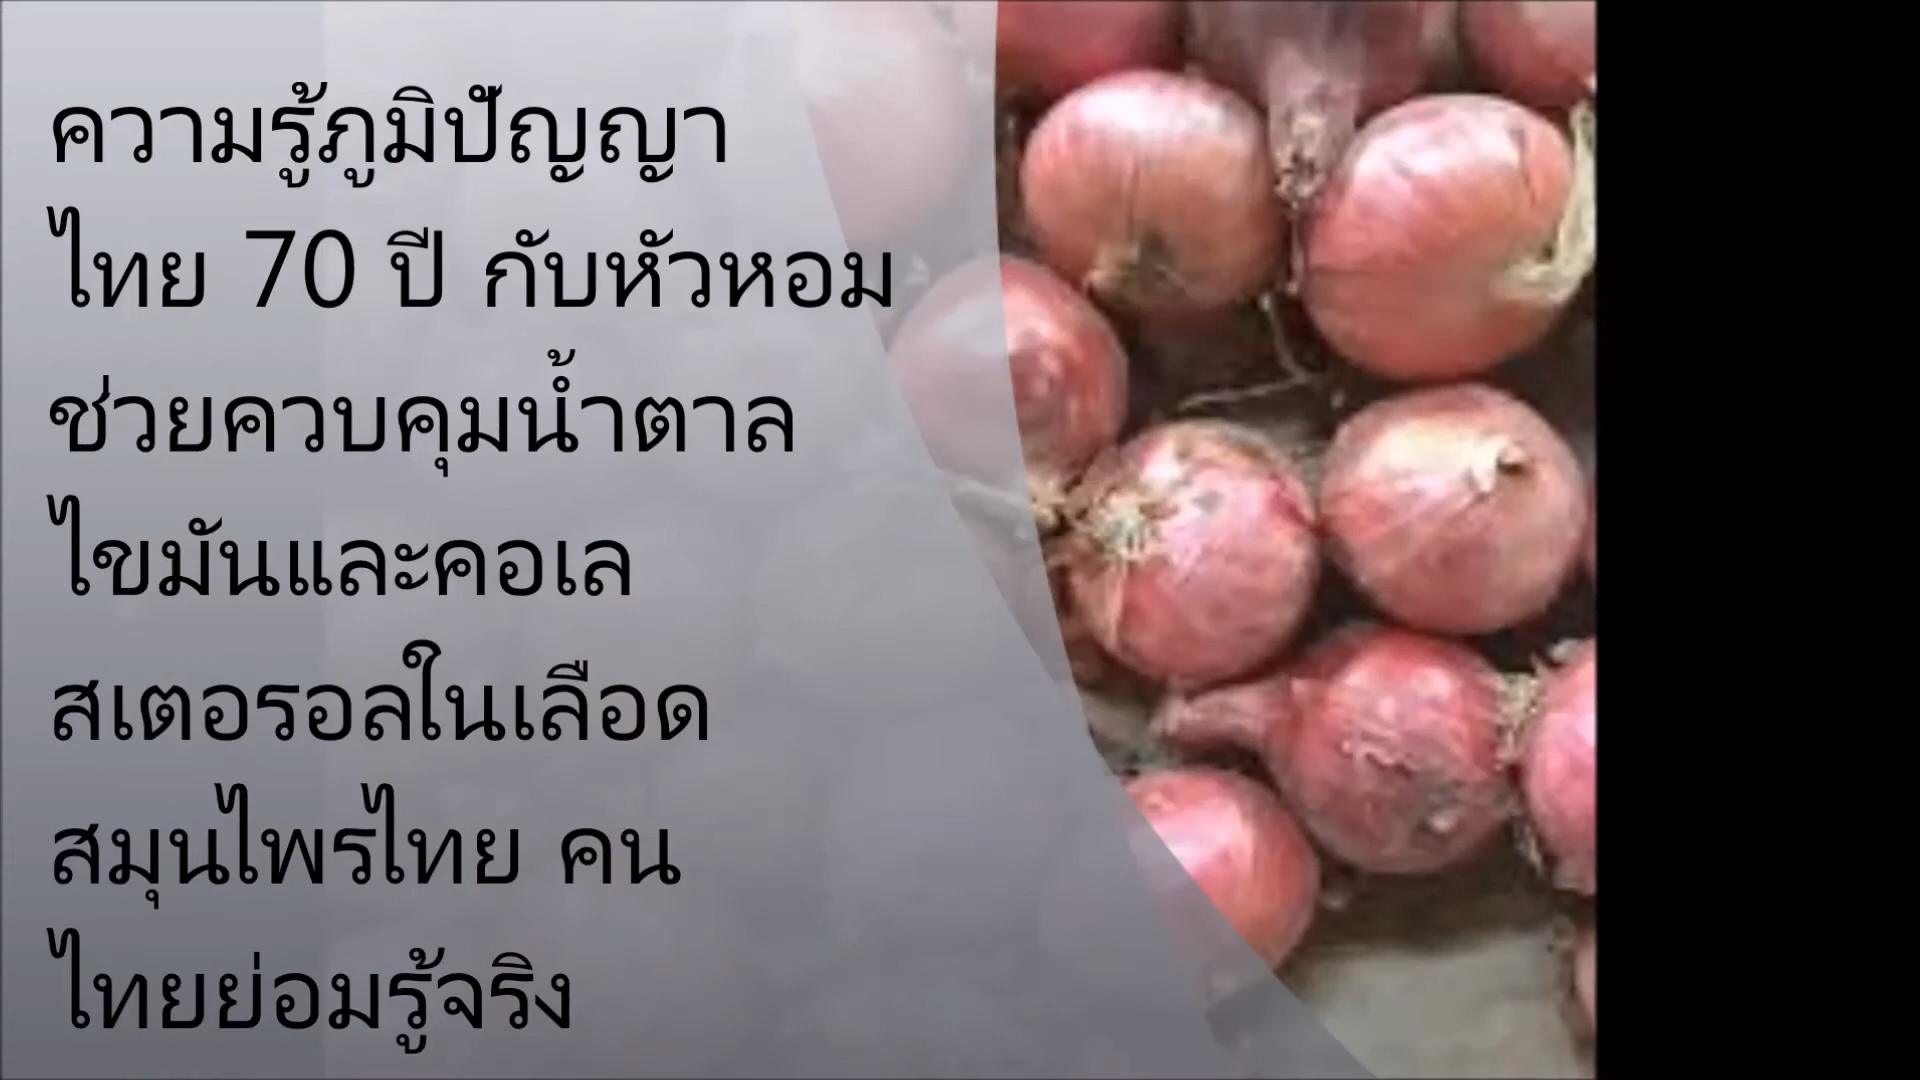 ความรู้ภูมิปัญญา
ไทย 70 ปี กับหัวหอม
ช่วยควบคุมน้ำตาล
ไขมันและคอเล
สเตอรอลในเลือด
สมุนไพรไทย คน
ไทยย่อมรู้จริง